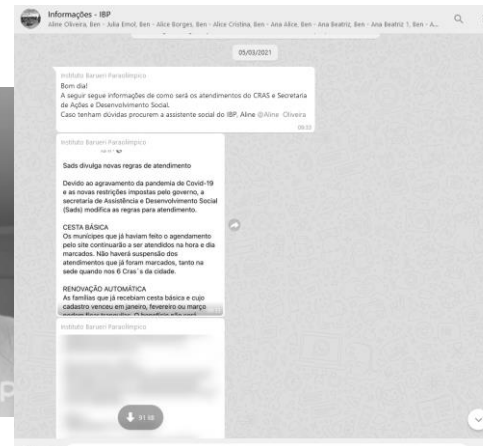 Informações - IBP
Aline Oliveira, Ben - Julia Emol, Ben - Alice Borges, Ben - Alice Cristina, Ben - Ana Alice, Ben - Ana Beatriz, Ben - Ana Beatriz 1, Ben - A...
05/03/2021
Instituto Barueri Paraolímpico
Bom dia!
A seguir segue informações de como será os atendimentos do CRAS e Secretaria
de Ações e Desenvolvimento Social.
Caso tenham dúvidas procurem a assistente social do IBP, Aline @Aline Oliveira
Instituto Barueri Paraolímpico
Sads divulga novas regras de atendimento
Devido ao agravamento da pandemia de Covid-19
e as novas restrições impostas pelo governo, a
secretaria de Assistência e Desenvolvimento Social
(Sads) modifica as regras para atendimento.
CESTA BÁSICA
Os munícipes que já haviam feito o agendamento
pelo site continuarão a ser atendidos na hora e dia
marcados. Não haverá suspensão dos
atendimentos que já foram marcados, tanto na
sede quando nos 6 Cras´s da cidade.
RENOVAÇÃO AUTOMÁTICA
As famílias que já recebiam cesta básica e cujo
cadastro venceu em janeiro, fevereiro ou março
podem ficar tranquilas. O benefício não será
Instituto Barueri Paraolímpico
91 kB